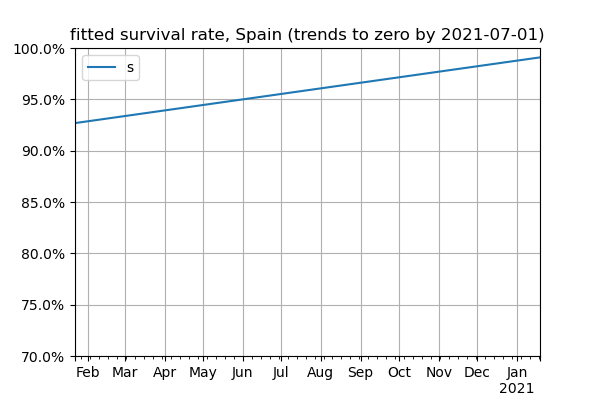 fitted survival rate, Spain (trends to zero by 2021-07-01)
100.0%
s
95.0%
90.0%
85.0%
80.0%
75.0%
70.0%
Feb Mar Apr May Jun Jul Aug Sep Oct Nov Dec Jan
2021